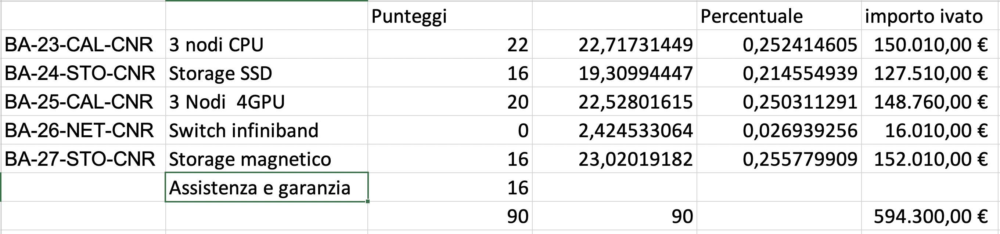 Punteggi Percentuale importo ivato
BA-23-CAL-CNR 3 nodi CPU 22 22,71731449 0,252414605 150.010,00 €
BA-24-STO-CNR Storage SSD 16 19,30994447 0,214554939 127.510,00 €
BA-25-CAL-CNR 3 Nodi  4GPU 20 22,52801615 0,250311291 148.760,00 €
BA-26-NET-CNR Switch infiniband 0 2,424533064 0,026939256 16.010,00 €
BA-27-STO-CNR Storage magnetico 16 23,02019182 0,255779909 152.010,00 €
Assistenza e garanzia 16
90 90 594.300,00 €